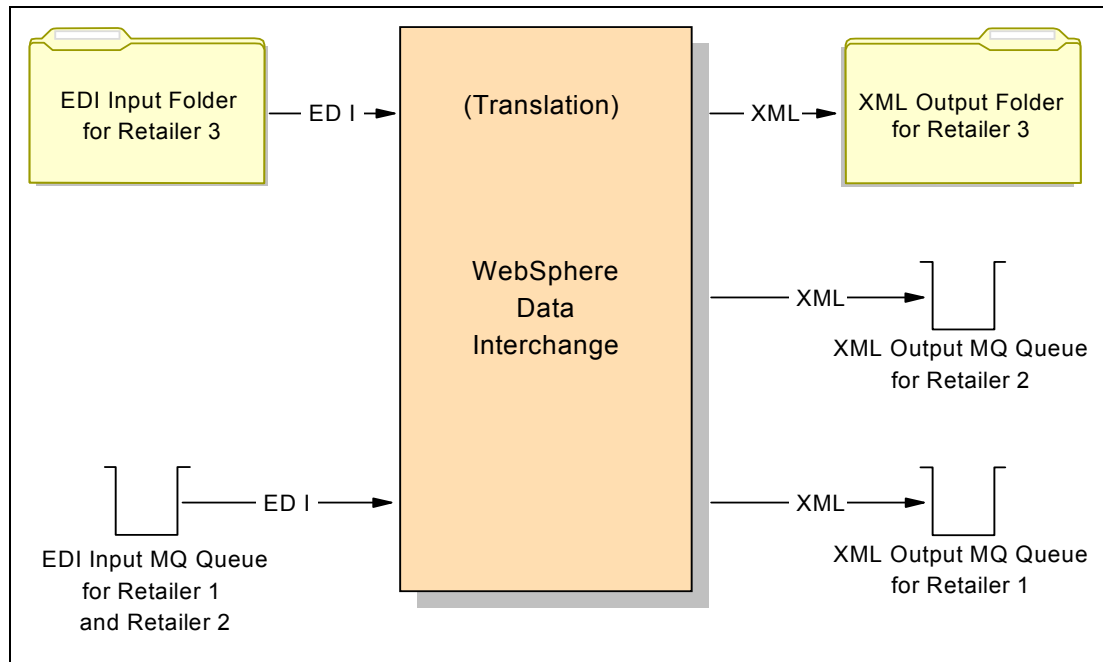 EDI Input Folder
for Retailer 3
ED I
(Translation)
XML
XML Output Folder
for Retailer 3
WebSphere
Data
Interchange
XML
XML Output MQ Queue
for Retailer 2
ED I
EDI Input MQ Queue
for Retailer 1
and Retailer 2
XML
XML Output MQ Queue
for Retailer 1